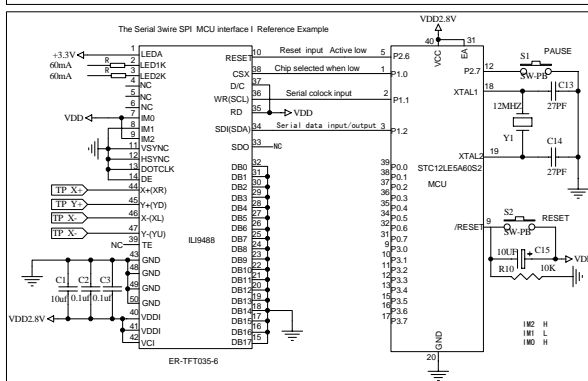 The Serial 3wire SPI MCU interface I Reference Example
VDD2.8V
+3.3V
60mA
60mA
R
R
1 LEDA
2 LED1K
3 LED2K
4 NC
5 NC
6 NC
VDD
7 IM0
8 IM1
9 IM2
11 VSYNC
12 HSYNC
13 DOTCLK
14 DE
TP X+ 44 X+(XR)
TP Y+ 45 Y+(YD)
TP X- 46 X-(XL)
TP X- 47 Y-(YU)
NC 39 TE
43 GND
48 GND
49 GND
50 GND
40 VDDI
41 VDDI
42 VCI
C1 C2 C3
10uf 0.1uf 0.1uf
VDD2.8V
ILI9488
ER-TFT035-6
RESET 10 Reset input Active low 5 P2.6
CSX 38 Chip selected when low 1 P1.0
D/C 37
WR(SCL) 36 Serial colock input 2 P1.1
RD 35 VDD
SDI(SDA) 34 Serial data input/output 3 P1.2
SDO 33 NC
DB0 32
DB1 31
DB2 30
DB3 29
DB4 28
DB5 27
DB6 26
DB7 25
DB8 24
DB9 23
DB10 22
DB11 21
DB12 20
DB13 19
DB14 18
DB15 17
DB16 16
DB17 15
40 VCC
31 EA
39 P0.0
38 P0.1
37 P0.2
36 P0.3
35 P0.4
34 P0.5
33 P0.6
P0.7
10 P3.0
P3.1
P3.2
13 P3.3
14 P3.4
15 P3.5
16 P3.6
17 P3.7
STC12LE5A60S2
MCU
GND
20
P2.7 12
S1 PAUSE
SW-PB
XTAL1 18
C13
27PF
12MHZ
Y1
XTAL2 19
C14
27PF
/RESET 9
S2 RESET
SW-PB
10UF + C15
R10 10K
IM2 H
IM1 L
IM0 H